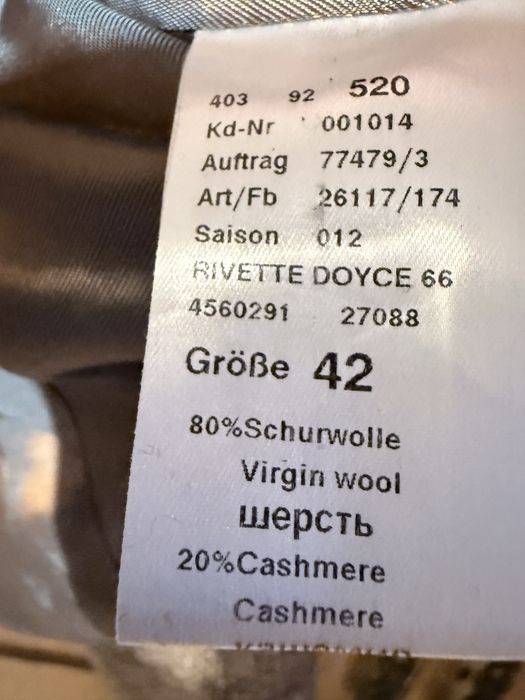 403 92 520
Kd-Nr 001014
Auftrag 77479/3
Art/Fb 26117/174
Saison 012
RIVETTE DOYCE 66
4560291 27088
Größe 42
80%Schurwolle
Virgin wool
шерсть
20%Cashmere
Cashmere